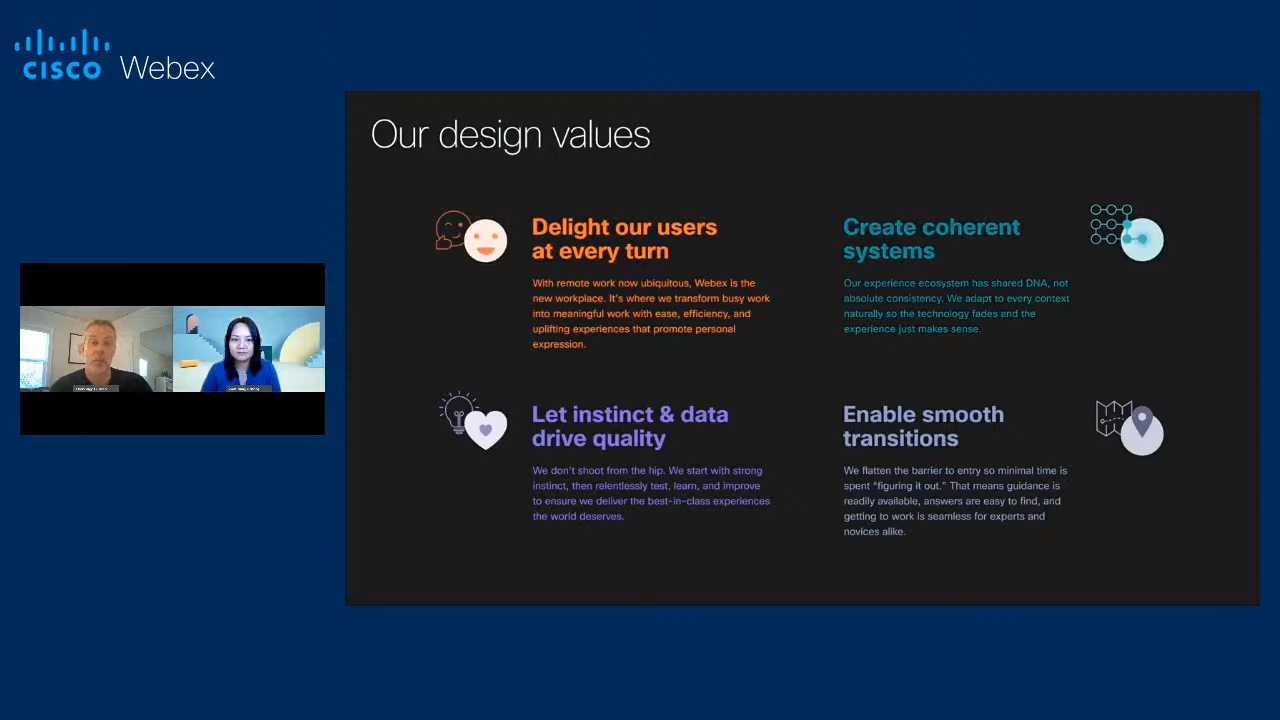 CISCO Webex
Our design values
Delight our users
at every turn
With remote work now ubiquitous, Webex is the
new workplace. It's where we transform busy work
into meaningful work with ease, efficiency, and
uplifting experiences that promote personal
expression.
Create coherent
systems
Our experience ecosystem has shared DNA, not
absolute consistency. We adapt to every context
naturally so the technology fades and the
experience just makes sense.
Let instinct & data
drive quality
We don't shoot from the hip. We start with strong
instinct, then relentlessly test, learn, and improve
to ensure we deliver the best-in-class experiences
the world deserves.
Enable smooth
transitions
We flatten the barrier to entry so minimal time is
spent “figuring it out.” That means guidance is
readily available, answers are easy to find, and
getting to work is seamless for experts and
novices alike.